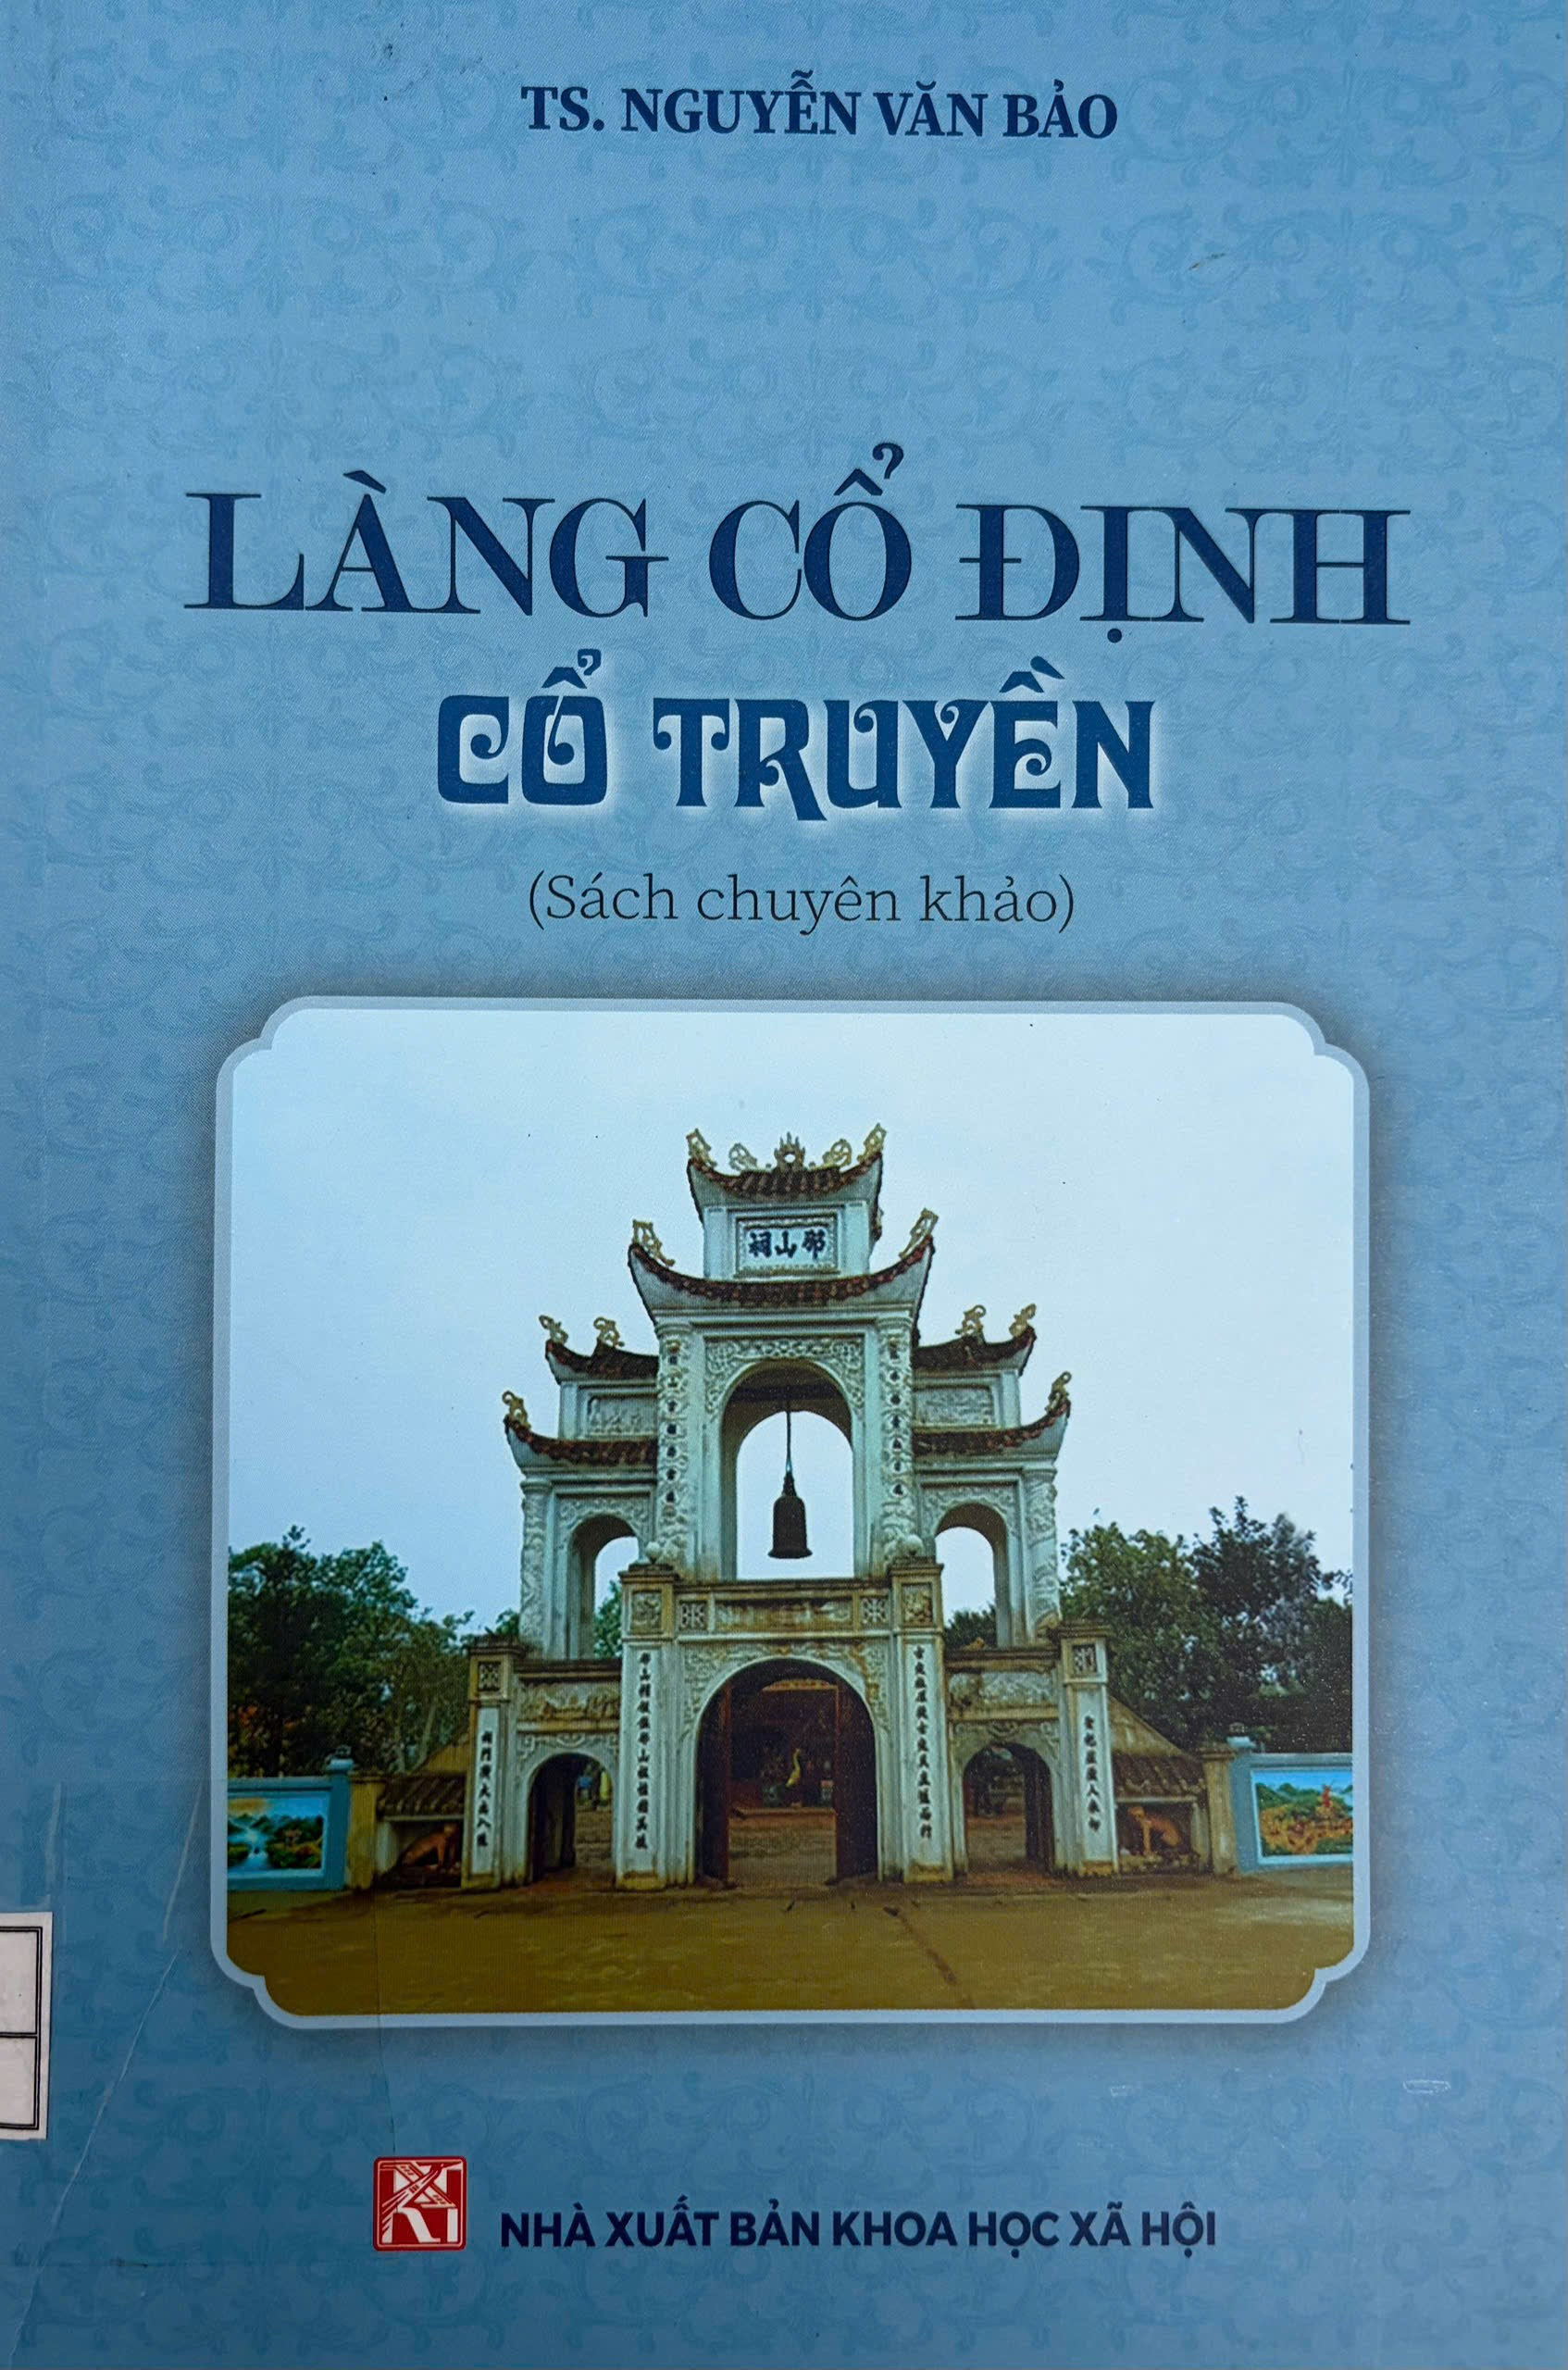 TS. NGUYỄN VĂN BẢO
LÀNG CỔ ĐỊNH
CỔ TRUYỀN
(Sách chuyên khảo)
祠山那
NHÀ XUẤT BẢN KHOA HỌC XÃ HỘI